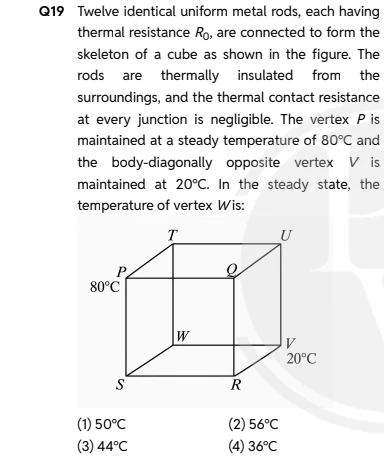 Q19 Twelve identical uniform metal rods, each having
thermal resistance R₀, are connected to form the
skeleton of a cube as shown in the figure. The
rods are thermally insulated from the
surroundings, and the thermal contact resistance
at every junction is negligible. The vertex P is
maintained at a steady temperature of 80°C and
the body-diagonally opposite vertex V is
maintained at 20°C. In the steady state, the
temperature of vertex W is:
T U
P Q
80°C
W V
20°C
S R
(1) 50°C (2) 56°C
(3) 44°C (4) 36°C